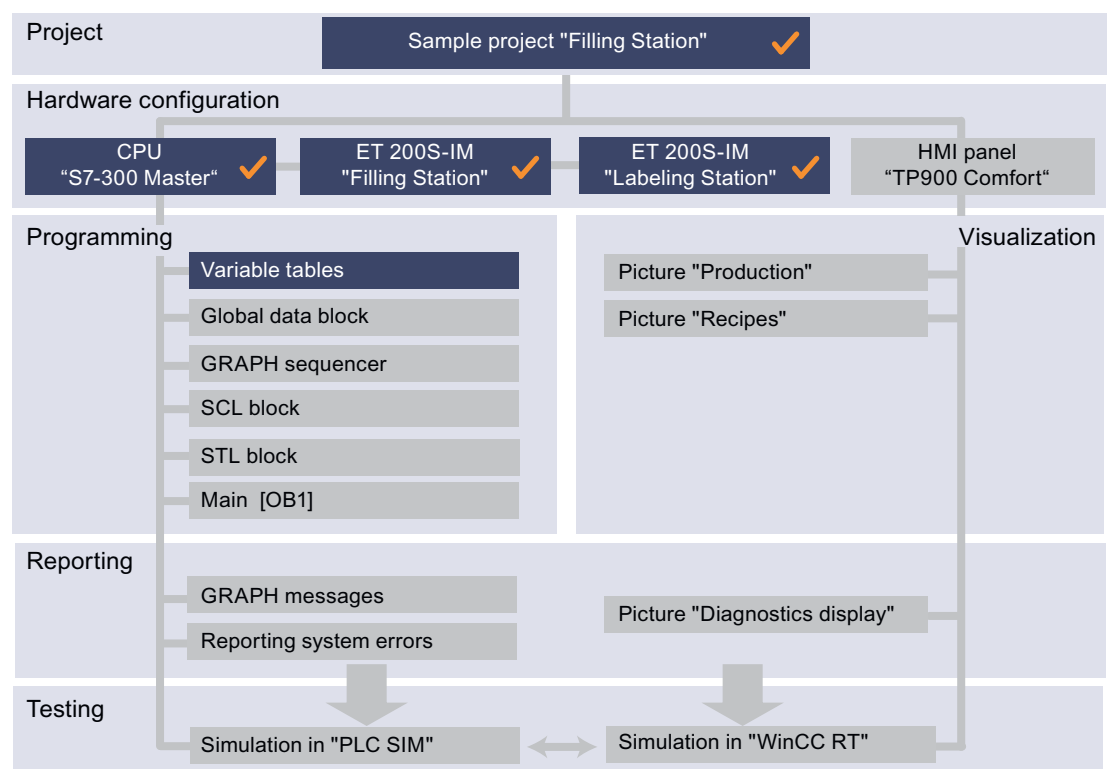 Project
Sample project "Filling Station"
Hardware configuration
CPU
“S7-300 Master“
ET 200S-IM
"Filling Station"
ET 200S-IM
"Labeling Station"
HMI panel
“TP900 Comfort“
Programming
Variable tables
Global data block
GRAPH sequencer
SCL block
STL block
Main [OB1]
Visualization
Picture "Production"
Picture "Recipes"
Reporting
GRAPH messages
Reporting system errors
Picture "Diagnostics display"
Testing
Simulation in "PLC SIM"
Simulation in "WinCC RT"